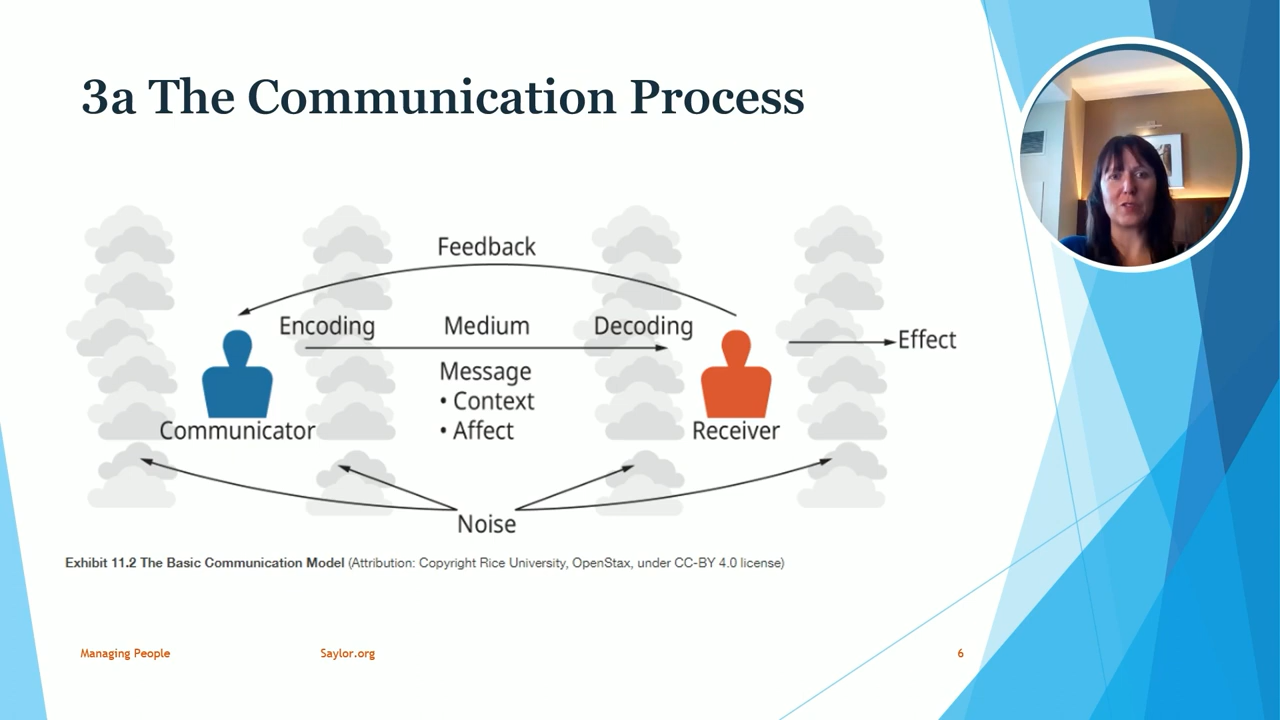 3a The Communication Process
Feedback
Encoding
Medium
Decoding
Effect
Message
• Context
• Affect
Communicator
Receiver
Noise
Exhibit 11.2 The Basic Communication Model (Attribution: Copyright Rice University, OpenStax, under CC-BY 4.0 license)
Managing People
Saylor.org
6